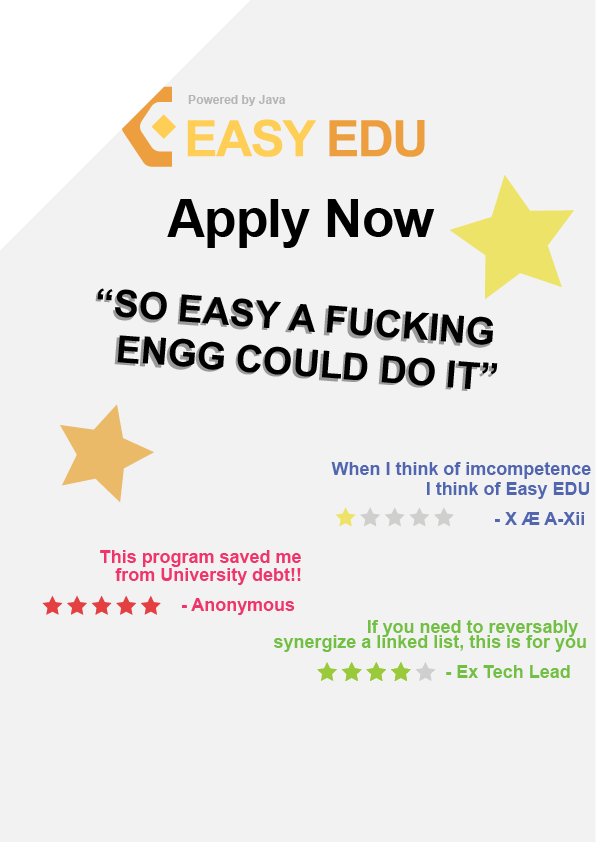 Powered by Java
EASY EDU
Apply Now
“SO EASY A FUCKING
ENGG COULD DO IT”
When I think of imcompetence
I think of Easy EDU
- X Æ A-Xii
This program saved me
from University debt!!
- Anonymous
If you need to reversably
synergize a linked list, this is for you
- Ex Tech Lead